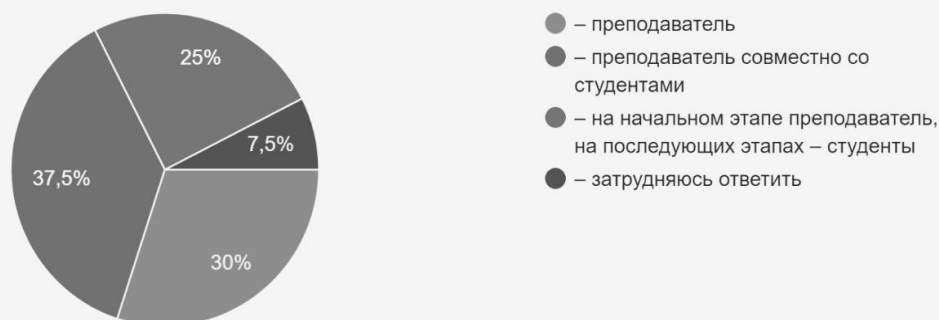 25%
7,5%
37,5%
30%
– преподаватель
– преподаватель совместно со
студентами
– на начальном этапе преподаватель,
на последующих этапах – студенты
– затрудняюсь ответить